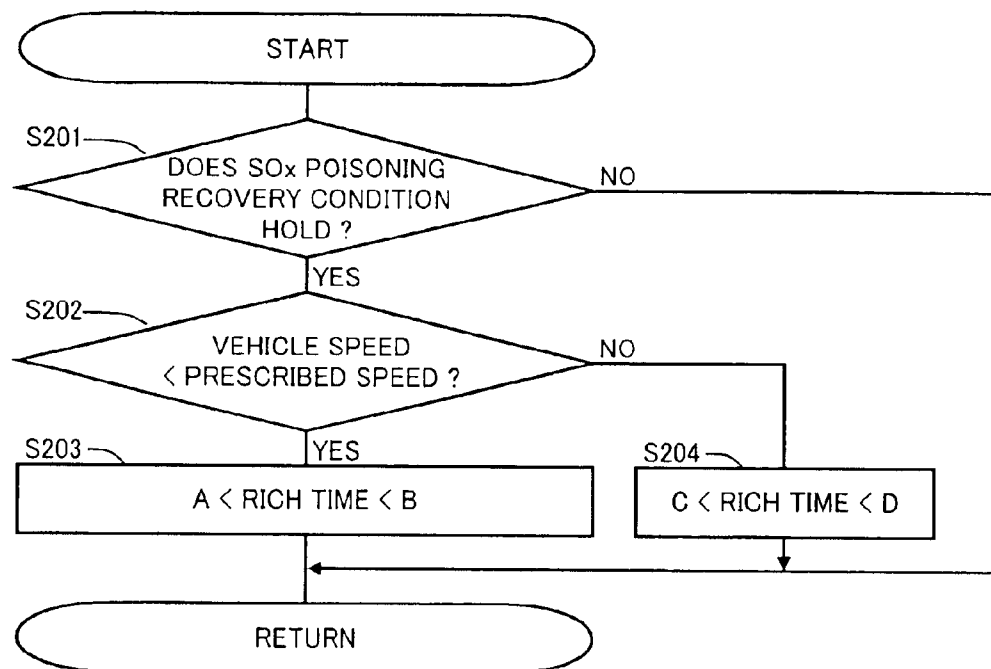 START
S201
DOES SOx POISONING
RECOVERY CONDITION
HOLD ?
NO
YES
S202
VEHICLE SPEED
< PRESCRIBED SPEED ?
NO
YES
S203
A < RICH TIME < B
S204
C < RICH TIME < D
RETURN